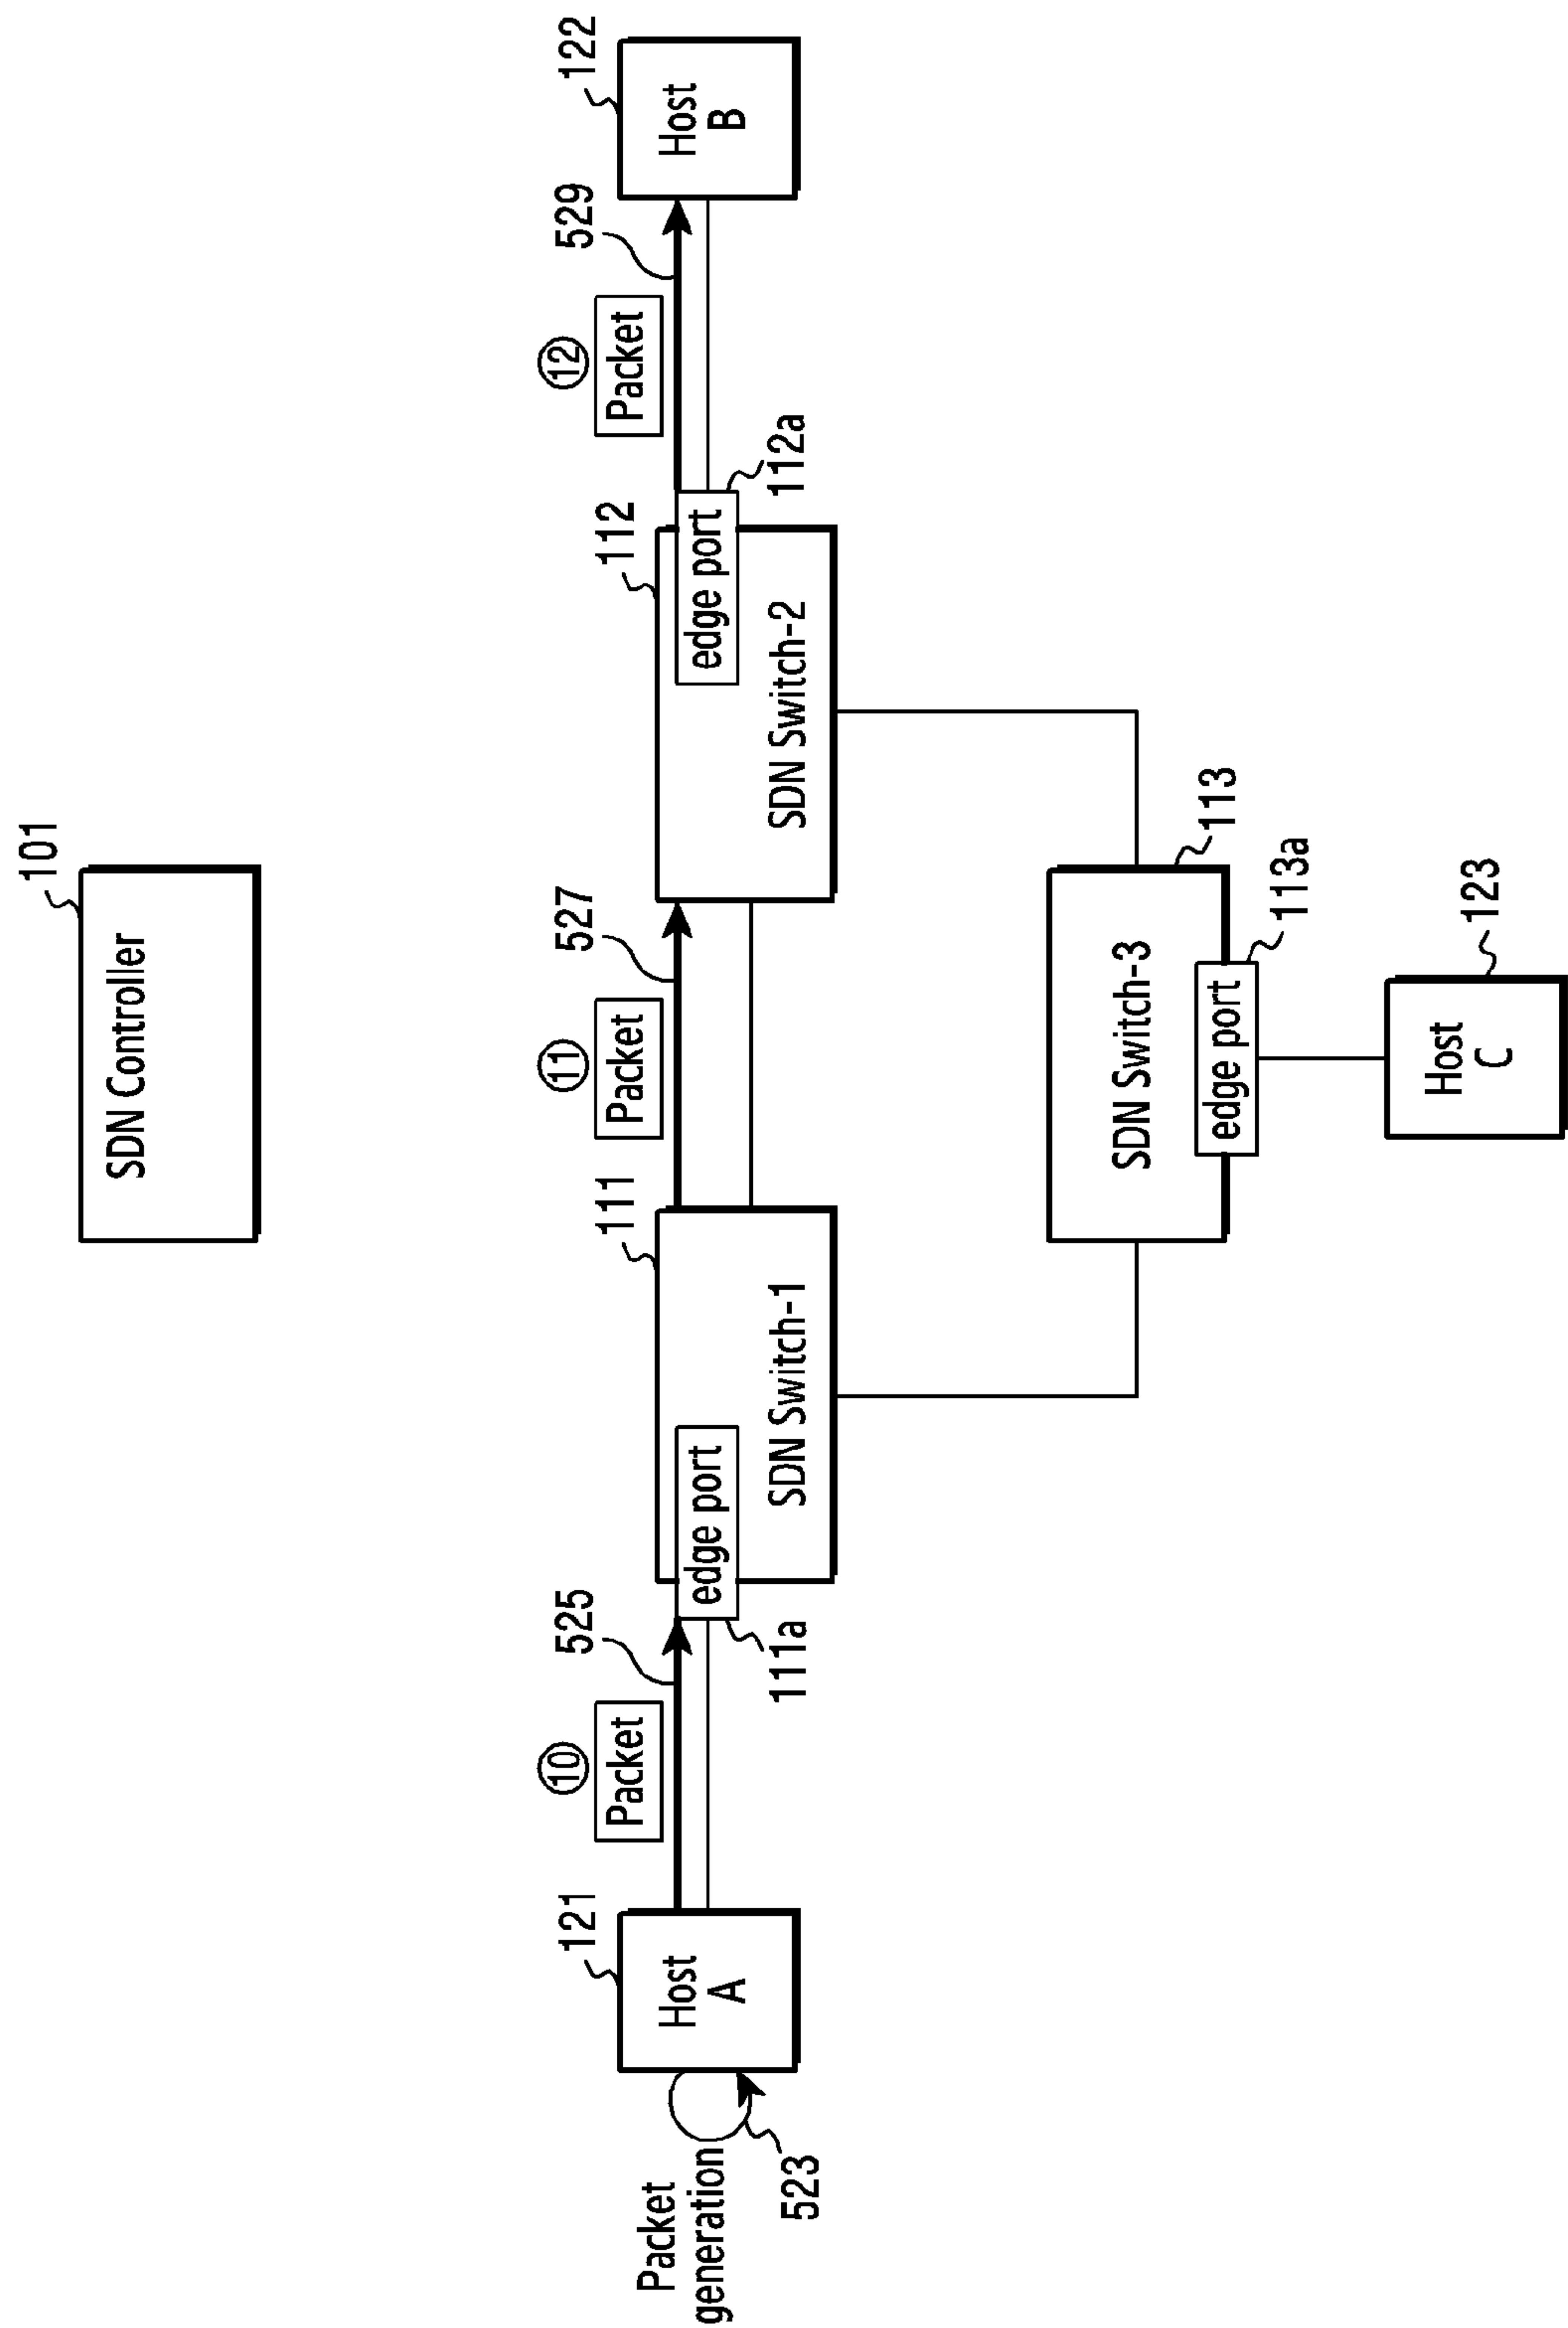 101
SDN Controller
10
11
12
Packet
Packet
Packet
121
525
111
527
112
529
122
Packet
generation
523
Host
A
edge port
111a
SDN Switch-1
edge port
112a
SDN Switch-2
Host
B
SDN Switch-3
113
edge port
113a
Host
C
123